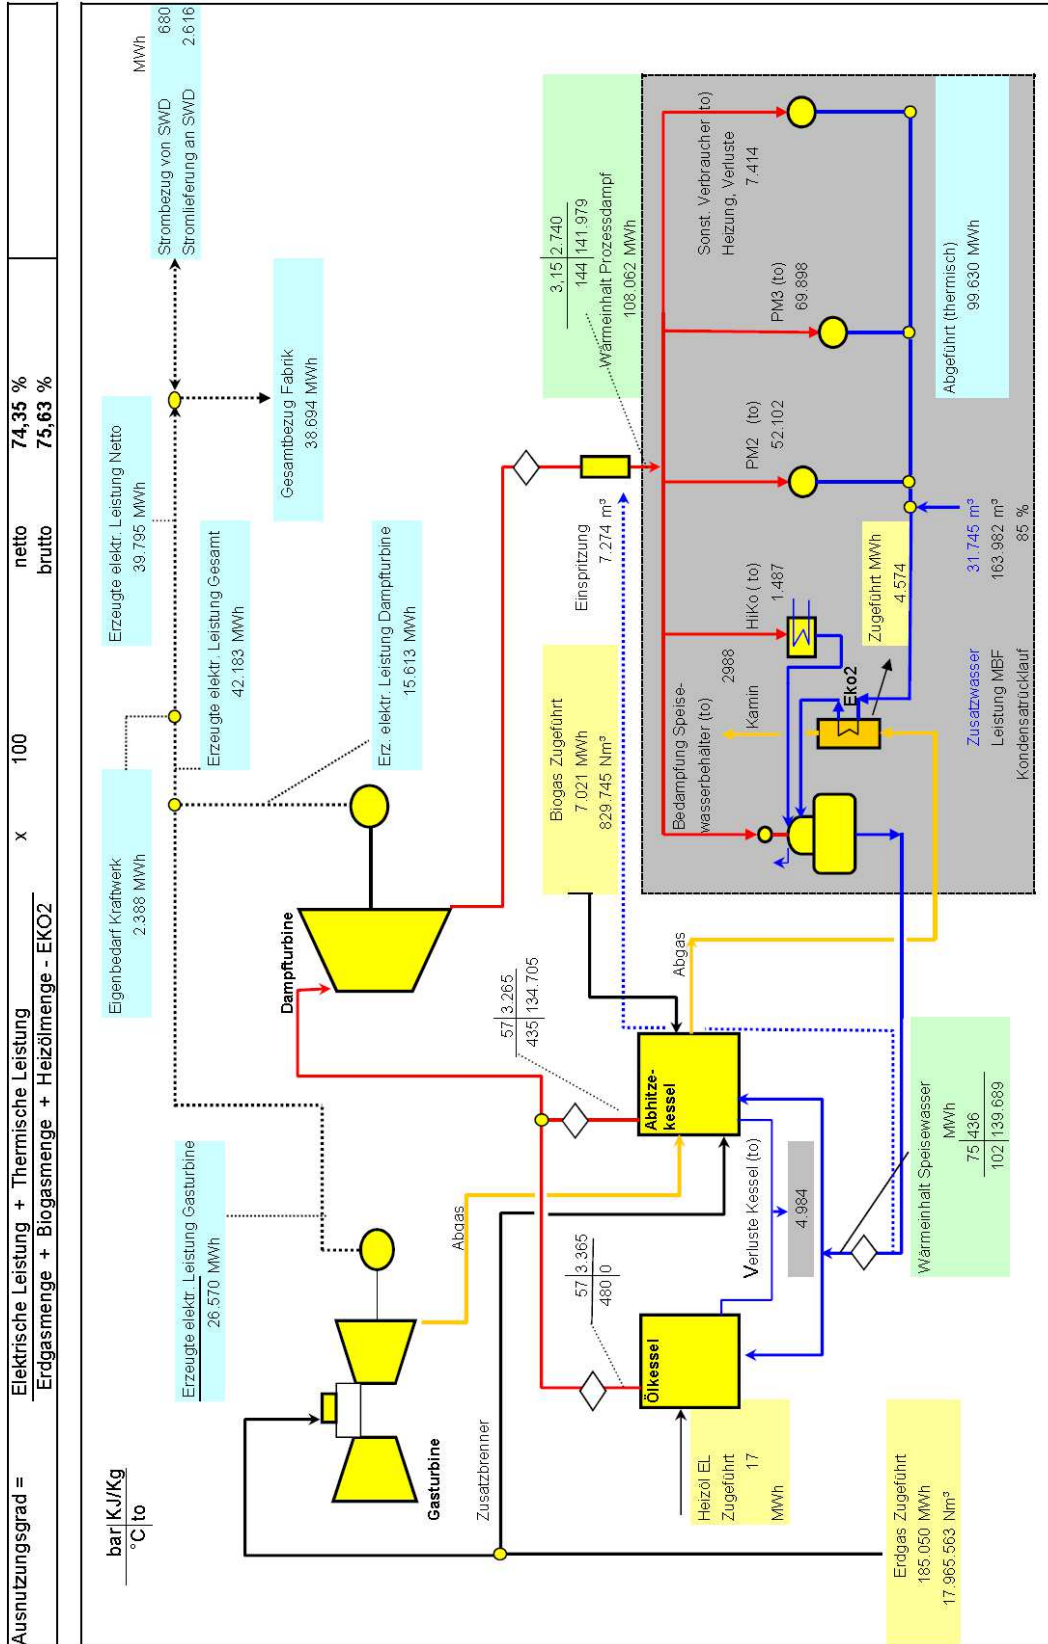 Ausnutzungsgrad =
Elektrische Leistung + Thermische Leistung
Erdgasmenge + Biogasmenge + Heizölmenge - EKO2
x
100
netto
74,35 %
brutto
75,63 %
bar KJ/Kg
°C to
MWh
Strombezug von SWD
680
Stromlieferung an SWD
2.616
Erzeugte elektr. Leistung Netto
39.795 MWh
Gesamtbezug Fabrik
38.694 MWh
Eigenbedarf Kraftwerk
2.388 MWh
Erzeugte elektr. Leistung Gesamt
42.183 MWh
Erz. elektr. Leistung Dampfturbine
15.613 MWh
Erzeugte elektr. Leistung Gasturbine
26.570 MWh
Dampfturbine
Gasturbine
Abgas
Zusatzbrenner
57 3.265
435 134.705
57 3.365
480 0
Biogas Zugeführt
7.021 MWh
829.745 Nm³
Einspritzung
7.274 m³
3,15 2.740
144 141.979
Wärmeinhalt Prozessdampf
108.062 MWh
Abhitze-
kessel
Ölkessel
Abgas
Verluste Kessel (to)
4.984
Heizöl EL
Zugeführt 17
MWh
Erdgas Zugeführt
185.050 MWh
17.965.563 Nm³
Wärmeinhalt Speisewasser
MWh
75 436
102 139.689
Bedampfung Speise-
wasserbehälter (to)
2988
Kamin
HiKo ( to)
1.487
Eko2
Zugeführt MWh
4.574
PM2 (to)
52.102
PM3 (to)
69.898
Sonst. Verbraucher (to)
Heizung, Verluste
7.414
Abgeführt (thermisch)
99.630 MWh
Zusatzwasser
31.745 m³
Leistung MBF
163.982 m³
Kondensatrücklauf
85 %